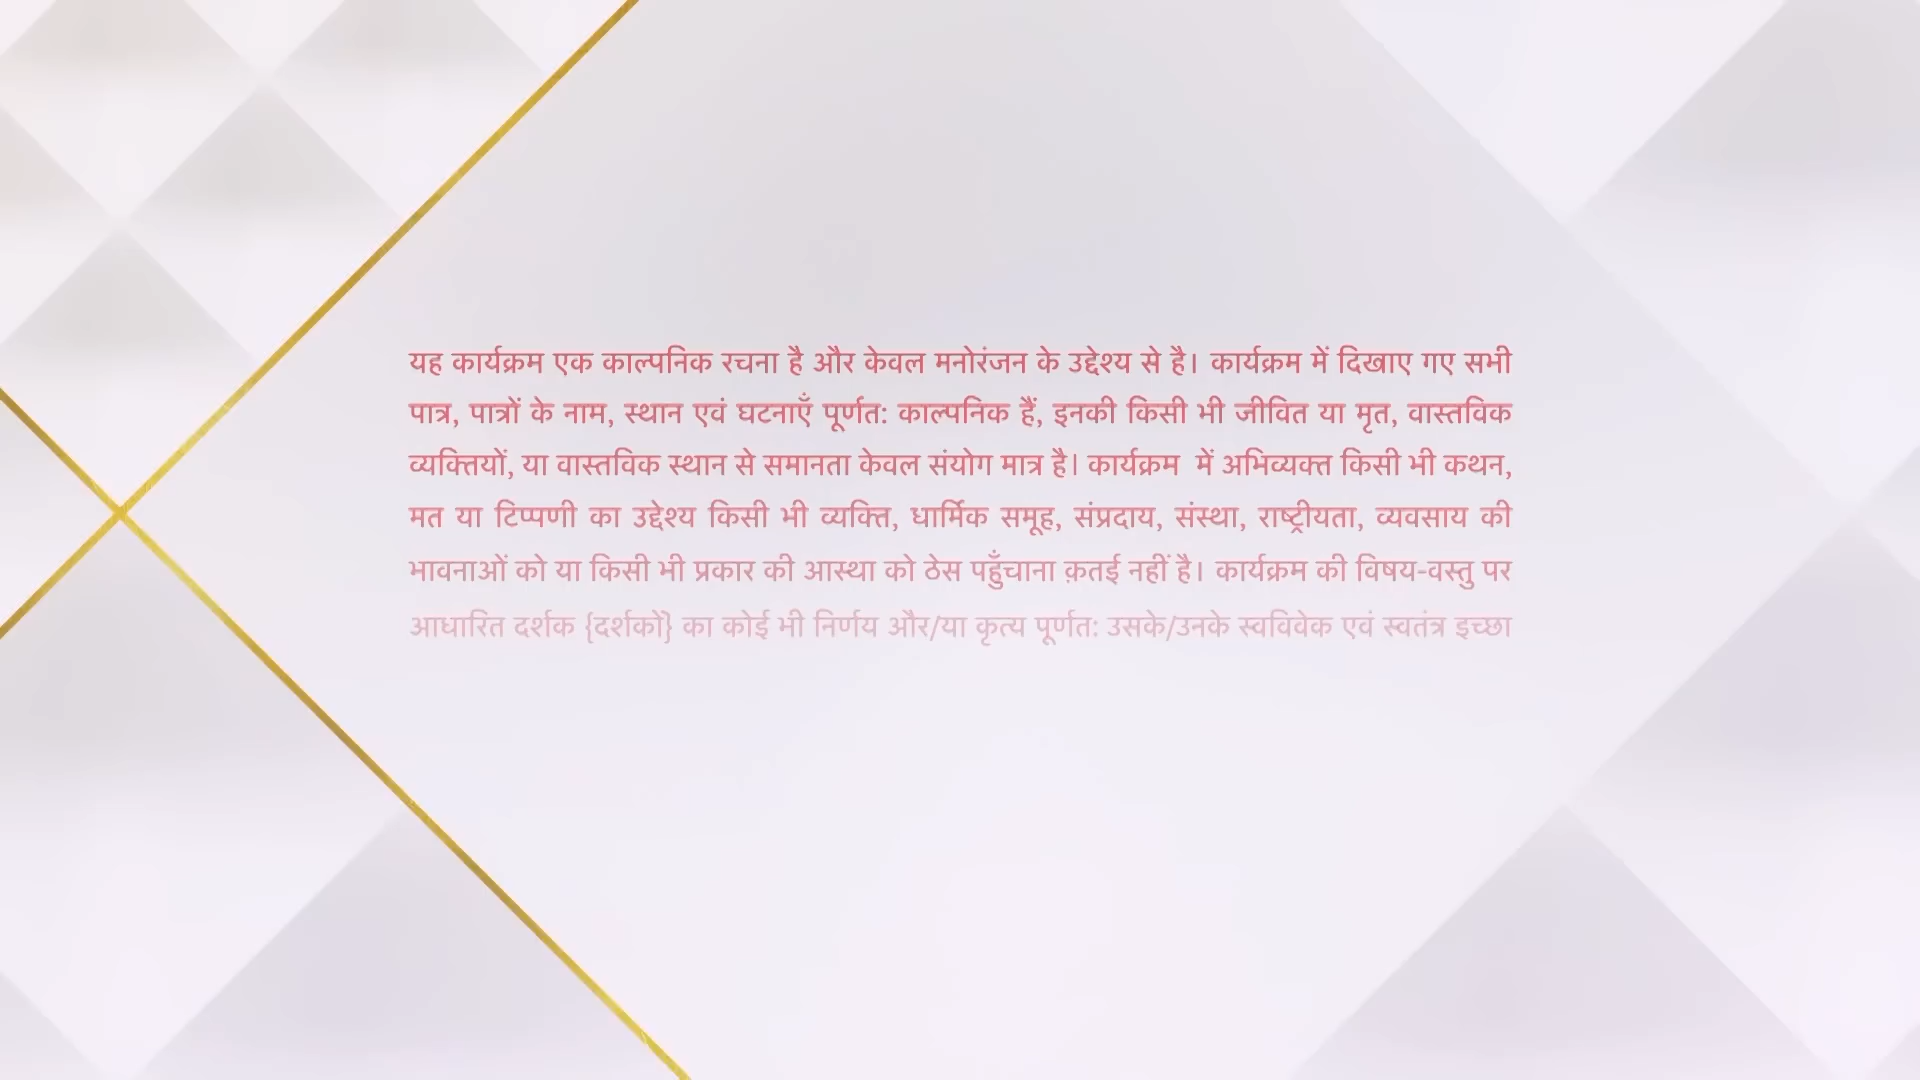 यह कार्यक्रम एक काल्पनिक रचना है और केवल मनोरंजन के उद्देश्य से है। कार्यक्रम में दिखाए गए सभी
पात्र, पात्रों के नाम, स्थान एवं घटनाएँ पूर्णत: काल्पनिक हैं, इनकी किसी भी जीवित या मृत, वास्तविक
व्यक्तियों, या वास्तविक स्थान से समानता केवल संयोग मात्र है। कार्यक्रम में अभिव्यक्त किसी भी कथन,
मत या टिप्पणी का उद्देश्य किसी भी व्यक्ति, धार्मिक समूह, संप्रदाय, संस्था, राष्ट्रीयता, व्यवसाय की
भावनाओं को या किसी भी प्रकार की आस्था को ठेस पहुँचाना क़तई नहीं है। कार्यक्रम की विषय-वस्तु पर
आधारित दर्शक {दर्शकों} का कोई भी निर्णय और/या कृत्य पूर्णत: उसके/उनके स्वविवेक एवं स्वतंत्र इच्छा